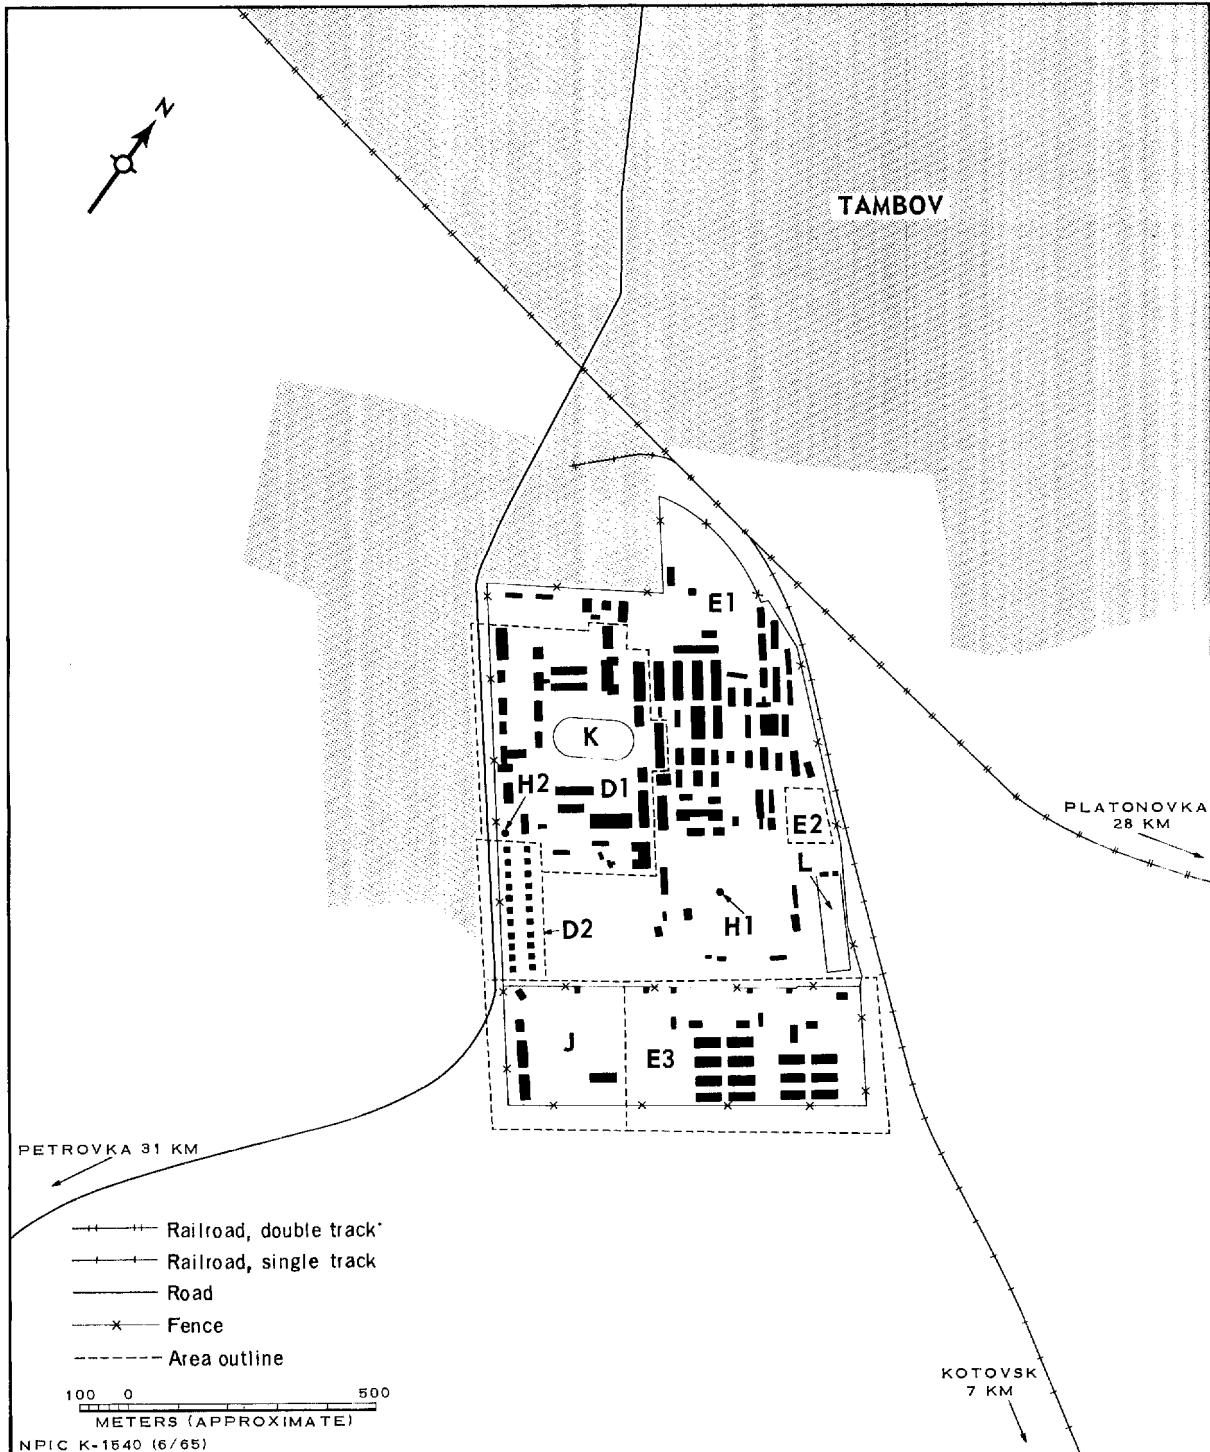 N
TAMBOV
E1
K
H2
D1
E2
PLATONOVKA
28 KM
L
D2
H1
J
E3
PETROVKA 31 KM
Railroad, double track
Railroad, single track
Road
Fence
Area outline
100 0 500
METERS (APPROXIMATE)
KOTOVSK
7 KM
NPIC K-1540 (6/65)